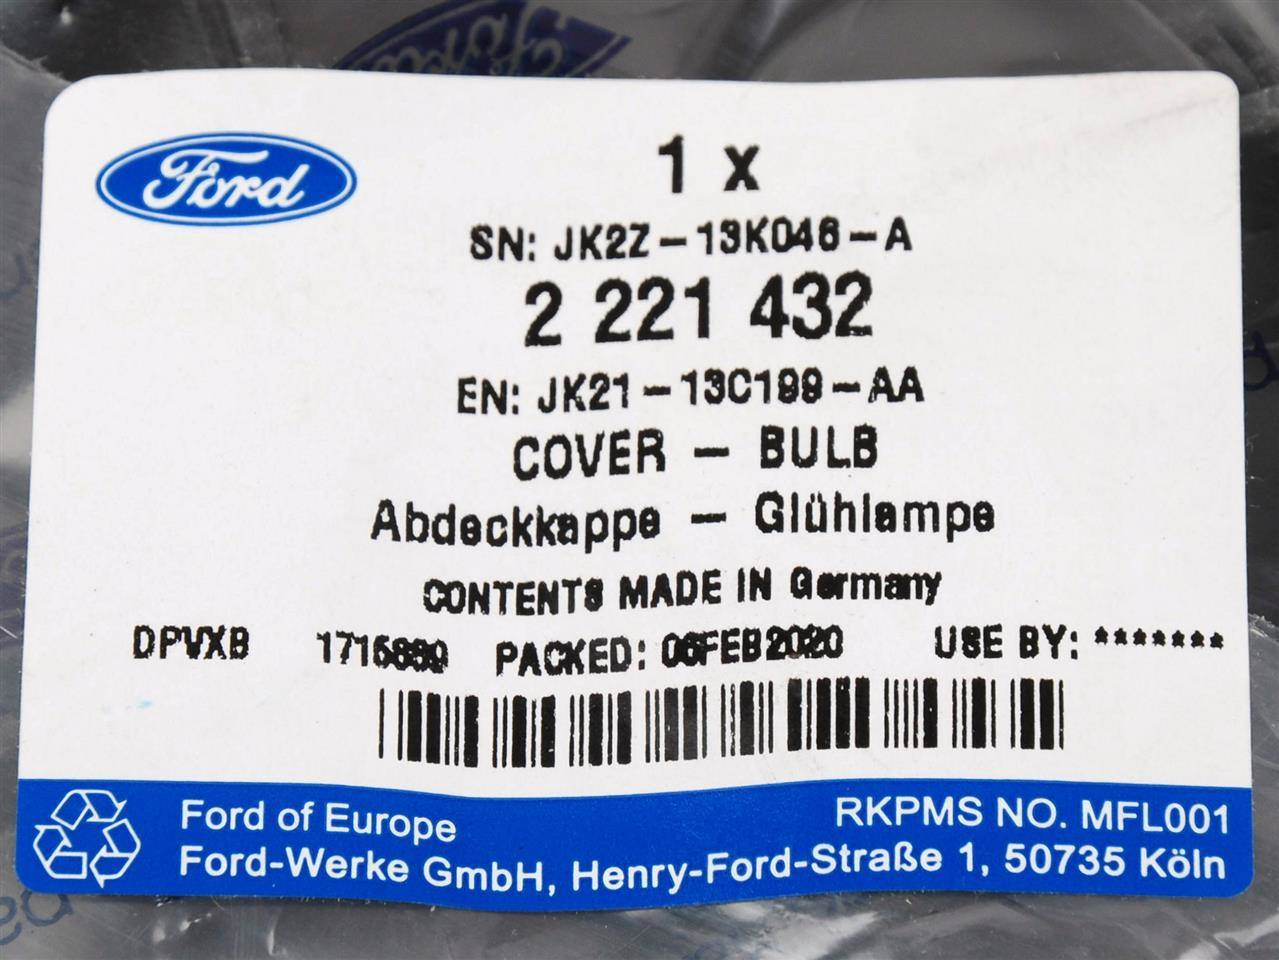 Ford
1 x
SN: JK2Z-13K046-A
2 221 432
EN: JK21-13C199-AA
COVER - BULB
Abdeckkappe - Glühlampe
CONTENTS MADE IN Germany
DPVXB PACKED: 06FEB2020 USE BY: *******
Ford of Europe RKPMS NO. MFL001
Ford-Werke GmbH, Henry-Ford-Straße 1, 50735 Köln